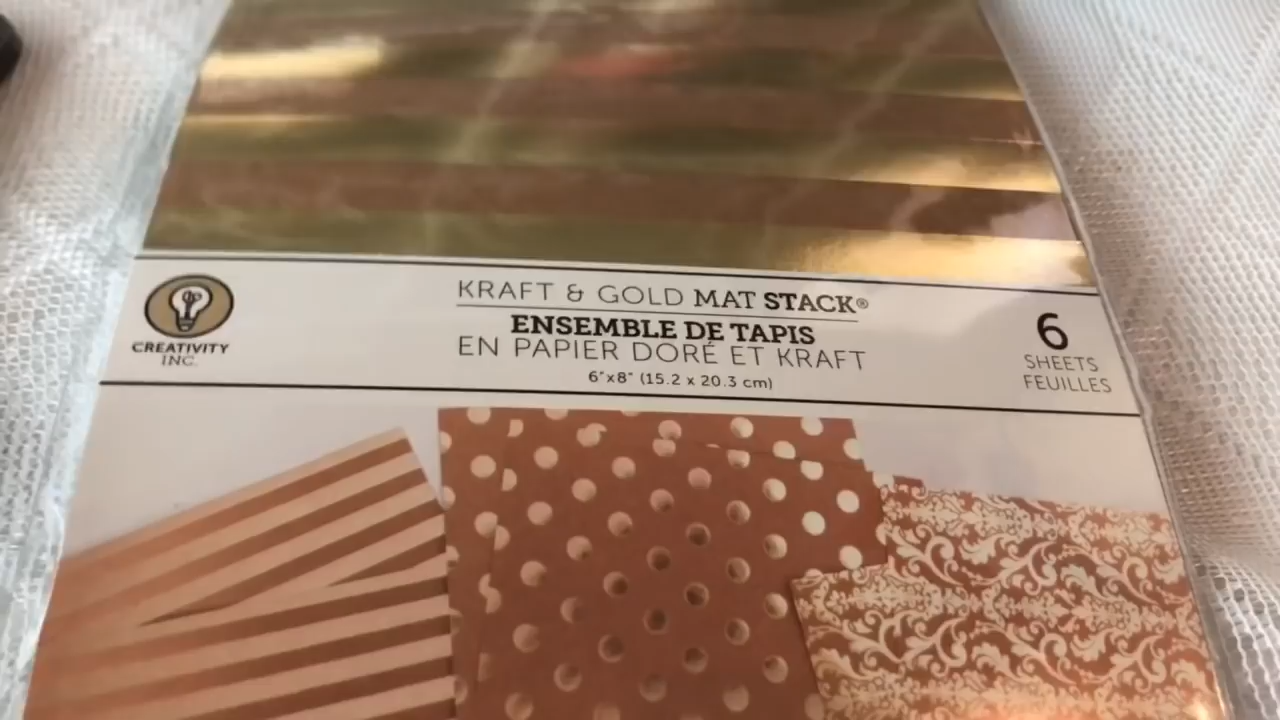 KRAFT & GOLD MAT STACK®
ENSEMBLE DE TAPIS
EN PAPIER DORÉ ET KRAFT
6"x8" (15.2 x 20.3 cm)
CREATIVITY
INC.
6
SHEETS
FEUILLES